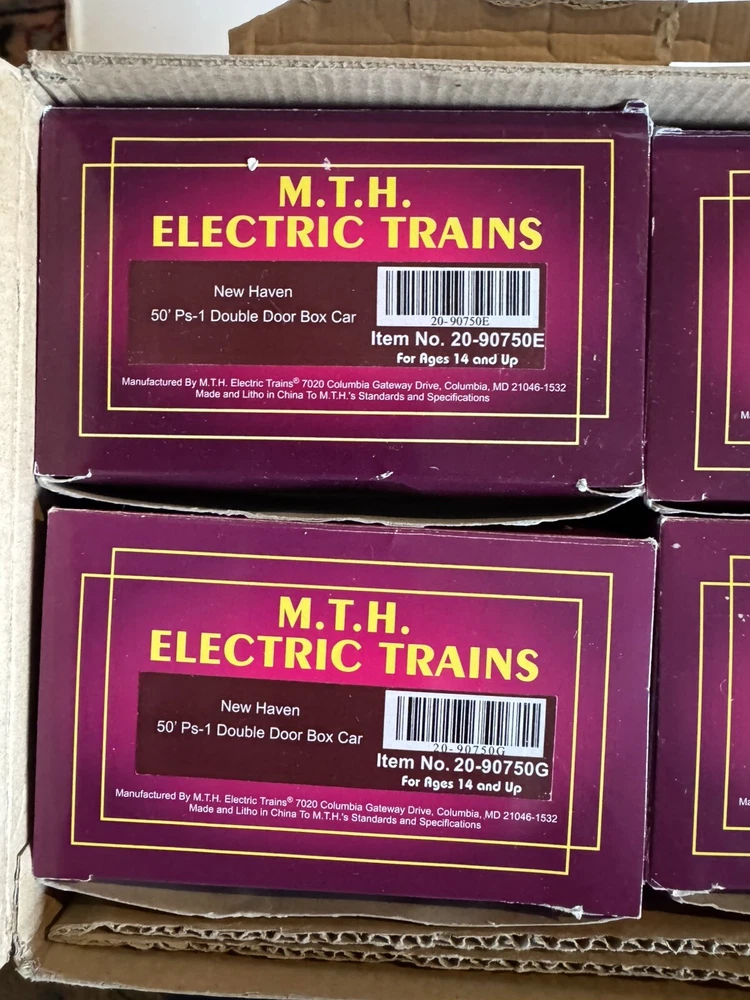 M.T.H.
ELECTRIC TRAINS
New Haven
50' Ps-1 Double Door Box Car
20-90750E
Item No. 20-90750E
For Ages 14 and Up
Manufactured By M.T.H. Electric Trains® 7020 Columbia Gateway Drive, Columbia, MD 21046-1532
Made and Litho in China To M.T.H.'s Standards and Specifications
M.T.H.
ELECTRIC TRAINS
New Haven
50' Ps-1 Double Door Box Car
20-90750G
Item No. 20-90750G
For Ages 14 and Up
Manufactured By M.T.H. Electric Trains® 7020 Columbia Gateway Drive, Columbia, MD 21046-1532
Made and Litho in China To M.T.H.'s Standards and Specifications